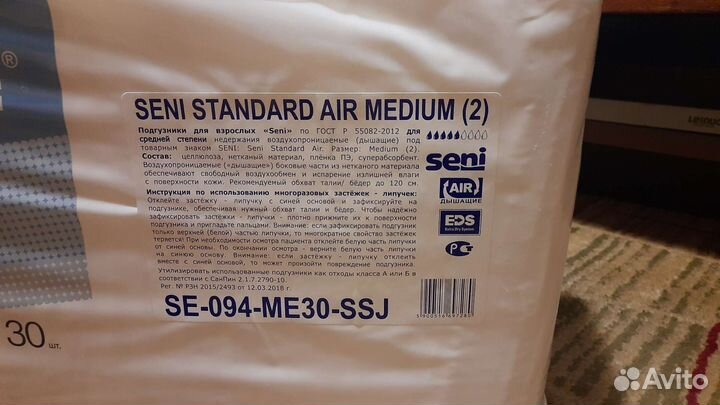 ®
SENI STANDARD AIR MEDIUM (2)
Подгузники для взрослых «Seni» по ГОСТ Р 55082-2012 для
средней степени недержания воздухопроницаемые (дышащие) под
товарным знаком SENI: Seni Standard Air. Размер: Medium (2).
Состав: целлюлоза, нетканый материал, плёнка ПЭ, суперабсорбент.
Воздухопроницаемые («дышащие») боковые части из нетканого материала
обеспечивают свободный воздухообмен и испарение излишней влаги
с поверхности кожи. Рекомендуемый обхват талии/ бёдер до 120 см.
Инструкция по использованию многоразовых застёжек - липучек:
Отклейте застёжку - липучку с синей основой и зафиксируйте на
подгузнике, обеспечивая нужный обхват талии и бёдер. Чтобы надёжно
зафиксировать застёжки - липучки - плотно прижмите их к поверхности
подгузника и пригладьте пальцами. Внимание: если зафиксировать подгузник
только верхней (белой) частью липучки, то многократное свойство застёжек
теряется! При необходимости осмотра пациента отклейте белую часть липучки
от синей основы. По окончании осмотра - верните белую часть липучки
на синюю основу. Внимание: если застёжку - липучку отклеить вместе
с синей основой, то может произойти повреждение подгузника.
Утилизировать использованные подгузники как отходы класса А или Б в
соответствии с СанПин 2.1.7.2790-10.
Рег. № РЗН 2015/2493 от 12.03.2018 г.
seni
AIR
ДЫШАЩИЕ
EDS
Extra Dry System
SE-094-ME30-SSJ
5900516697280
30 шт.
Avito